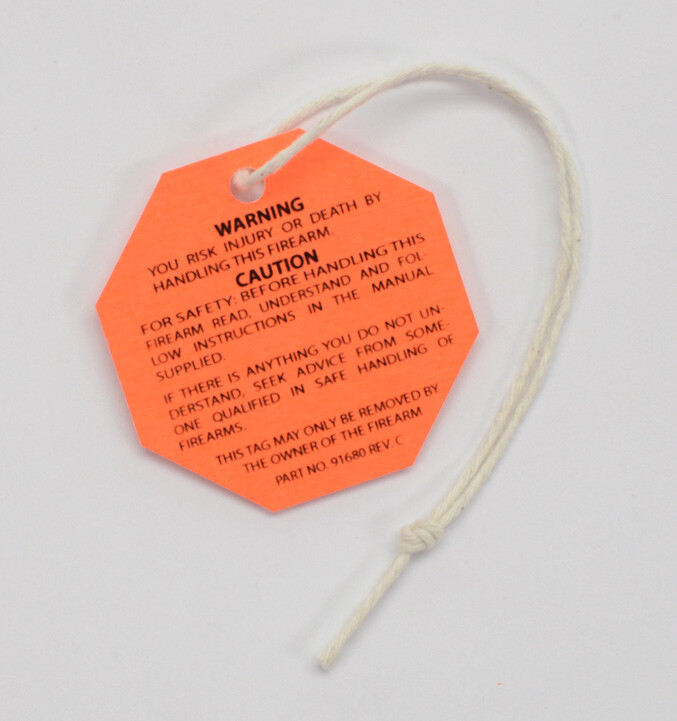 WARNING
YOU RISK INJURY OR DEATH BY
HANDLING THIS FIREARM.
CAUTION
FOR SAFETY: BEFORE HANDLING THIS
FIREARM READ, UNDERSTAND AND FOL-
LOW INSTRUCTIONS IN THE MANUAL
SUPPLIED.
IF THERE IS ANYTHING YOU DO NOT UN-
DERSTAND, SEEK ADVICE FROM SOME-
ONE QUALIFIED IN SAFE HANDLING OF
FIREARMS.
THIS TAG MAY ONLY BE REMOVED BY
THE OWNER OF THE FIREARM
PART NO. 91680 REV C